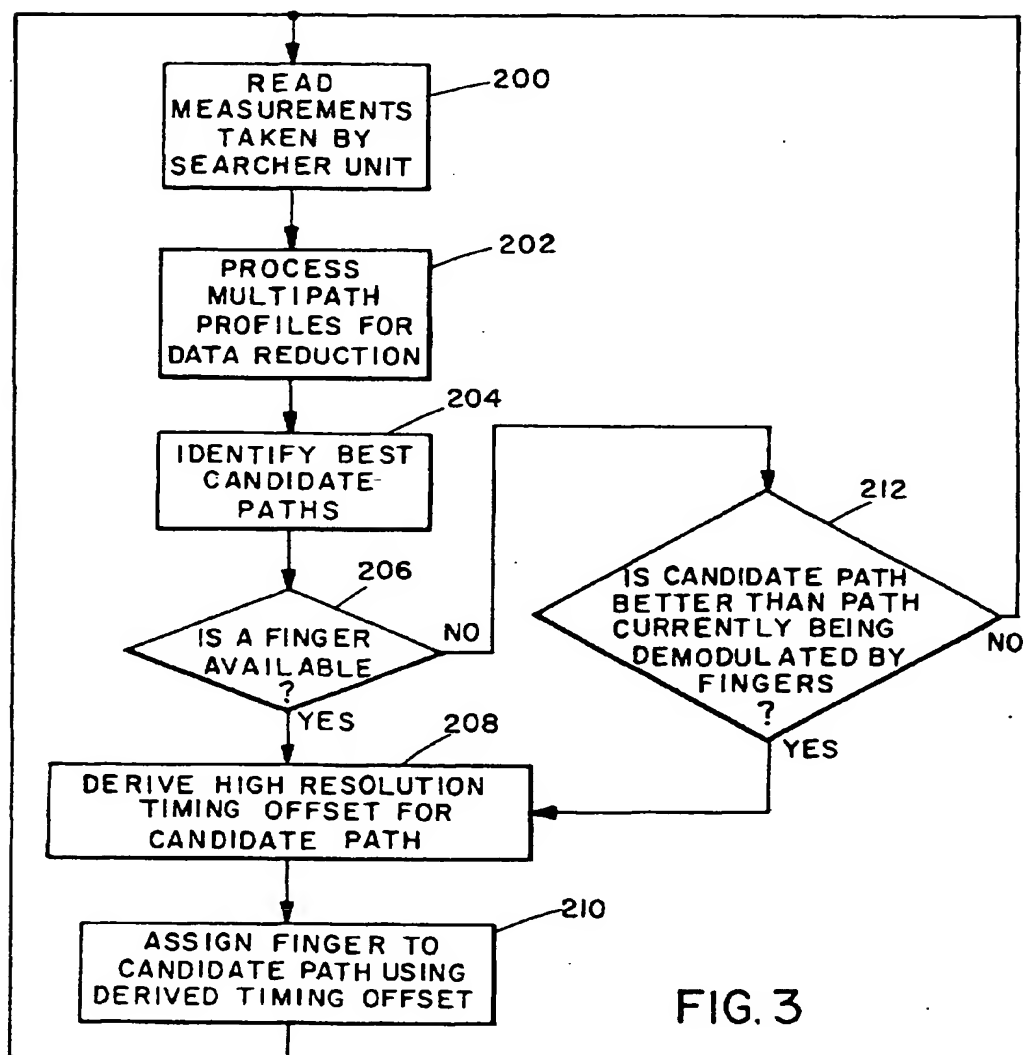 READ
MEASUREMENTS
TAKEN BY
SEARCHER UNIT
200
PROCESS
MULTIPATH
PROFILES FOR
DATA REDUCTION
202
IDENTIFY BEST
CANDIDATE
PATHS
204
IS A FINGER
AVAILABLE
?
206
NO
YES
IS CANDIDATE PATH
BETTER THAN PATH
CURRENTLY BEING
DEMODULATED BY
FINGERS
?
212
NO
YES
DERIVE HIGH RESOLUTION
TIMING OFFSET FOR
CANDIDATE PATH
208
ASSIGN FINGER TO
CANDIDATE PATH USING
DERIVED TIMING OFFSET
210
FIG. 3